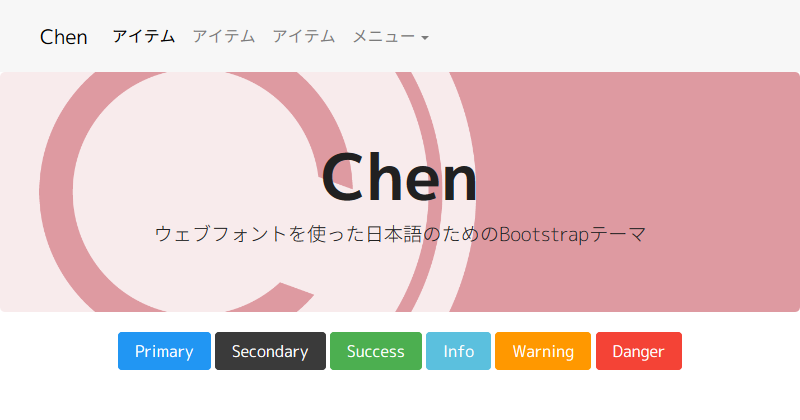 Chen アイテム アイテム アイテム メニュー
Chen
ウェブフォントを使った日本語のためのBootstrapテーマ
Primary Secondary Success Info Warning Danger